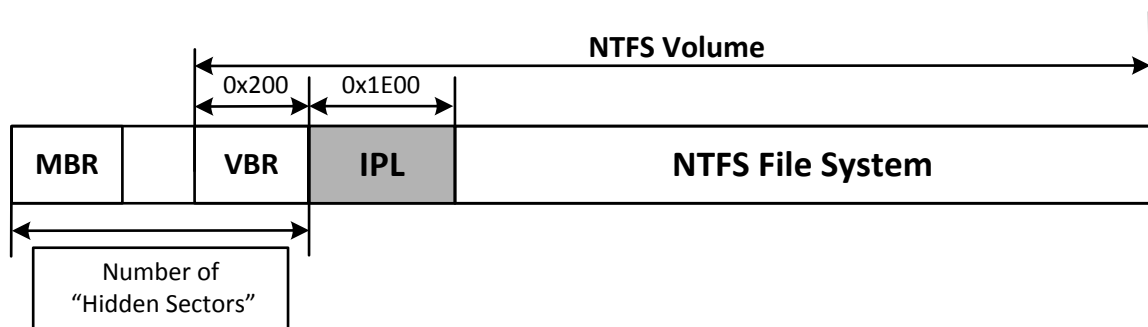 NTFS Volume
0x200
0x1E00
MBR
VBR
IPL
NTFS File System
Number of
“Hidden Sectors”